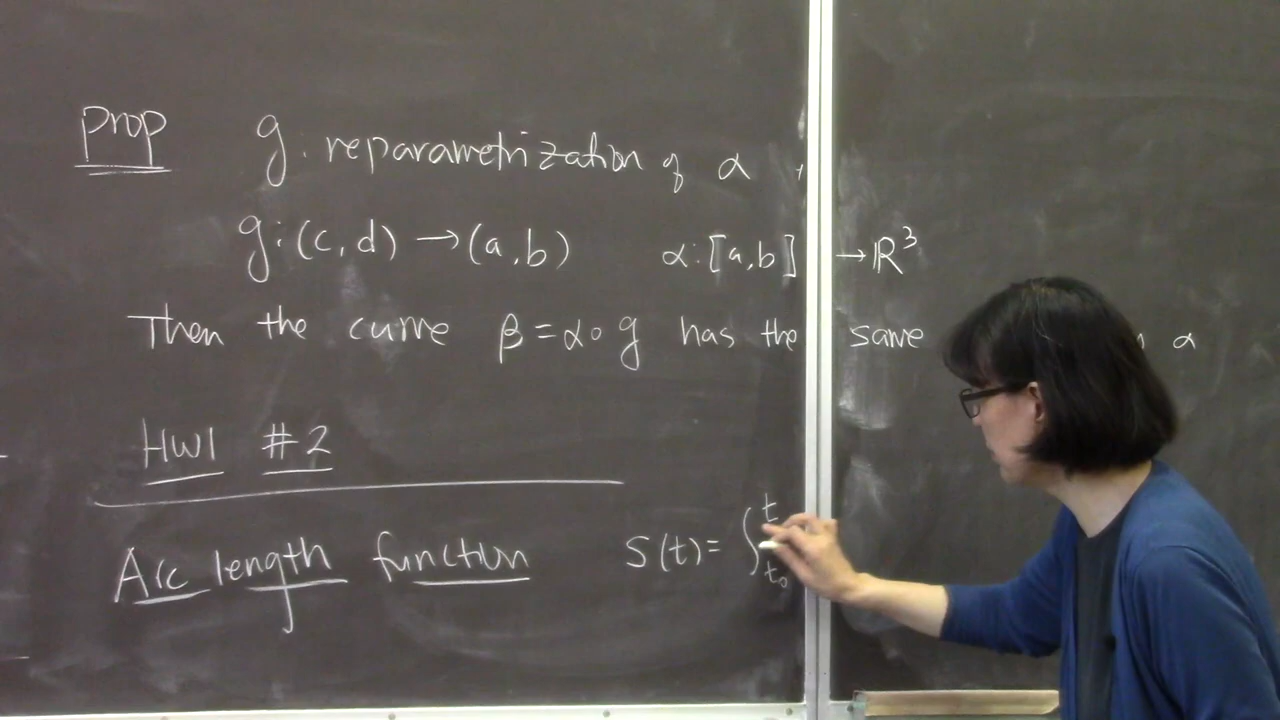 Prop g. reparametrization of α
g: (c,d) → (a,b) α: [a,b] → ℝ³
Then the curve β = α∘g has the same α
HW1 #2
Arc length function S(t) = ∫_{t₀}^{t}